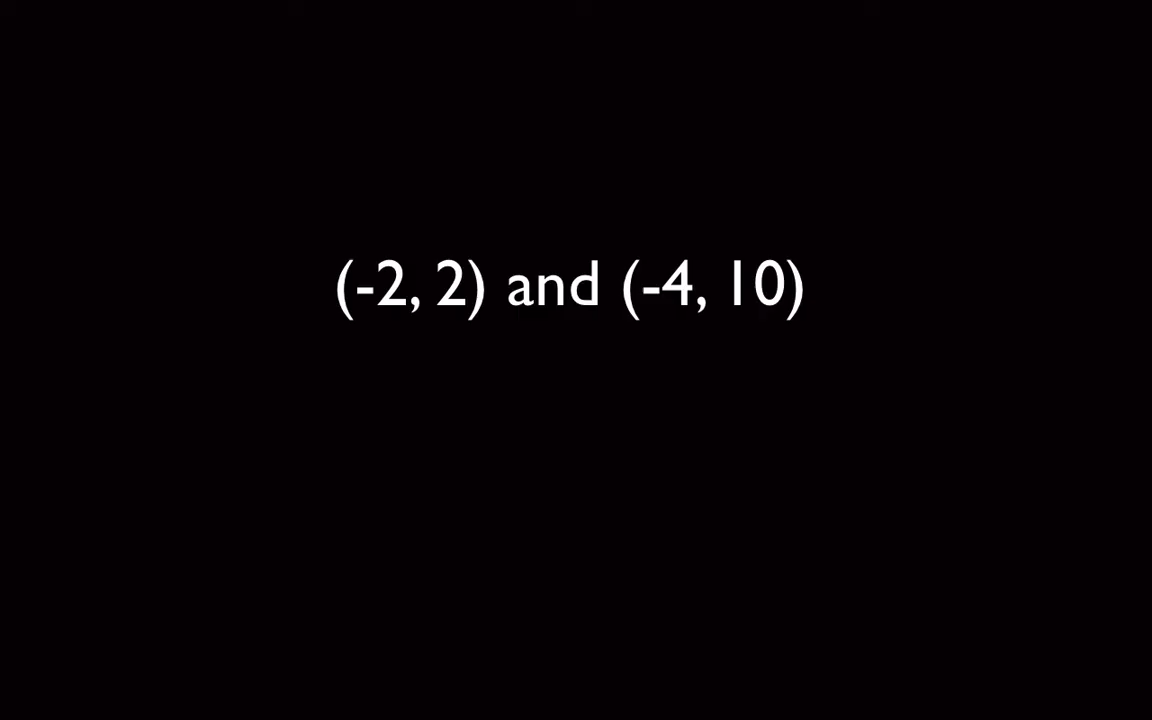 (-2, 2) and (-4, 10)